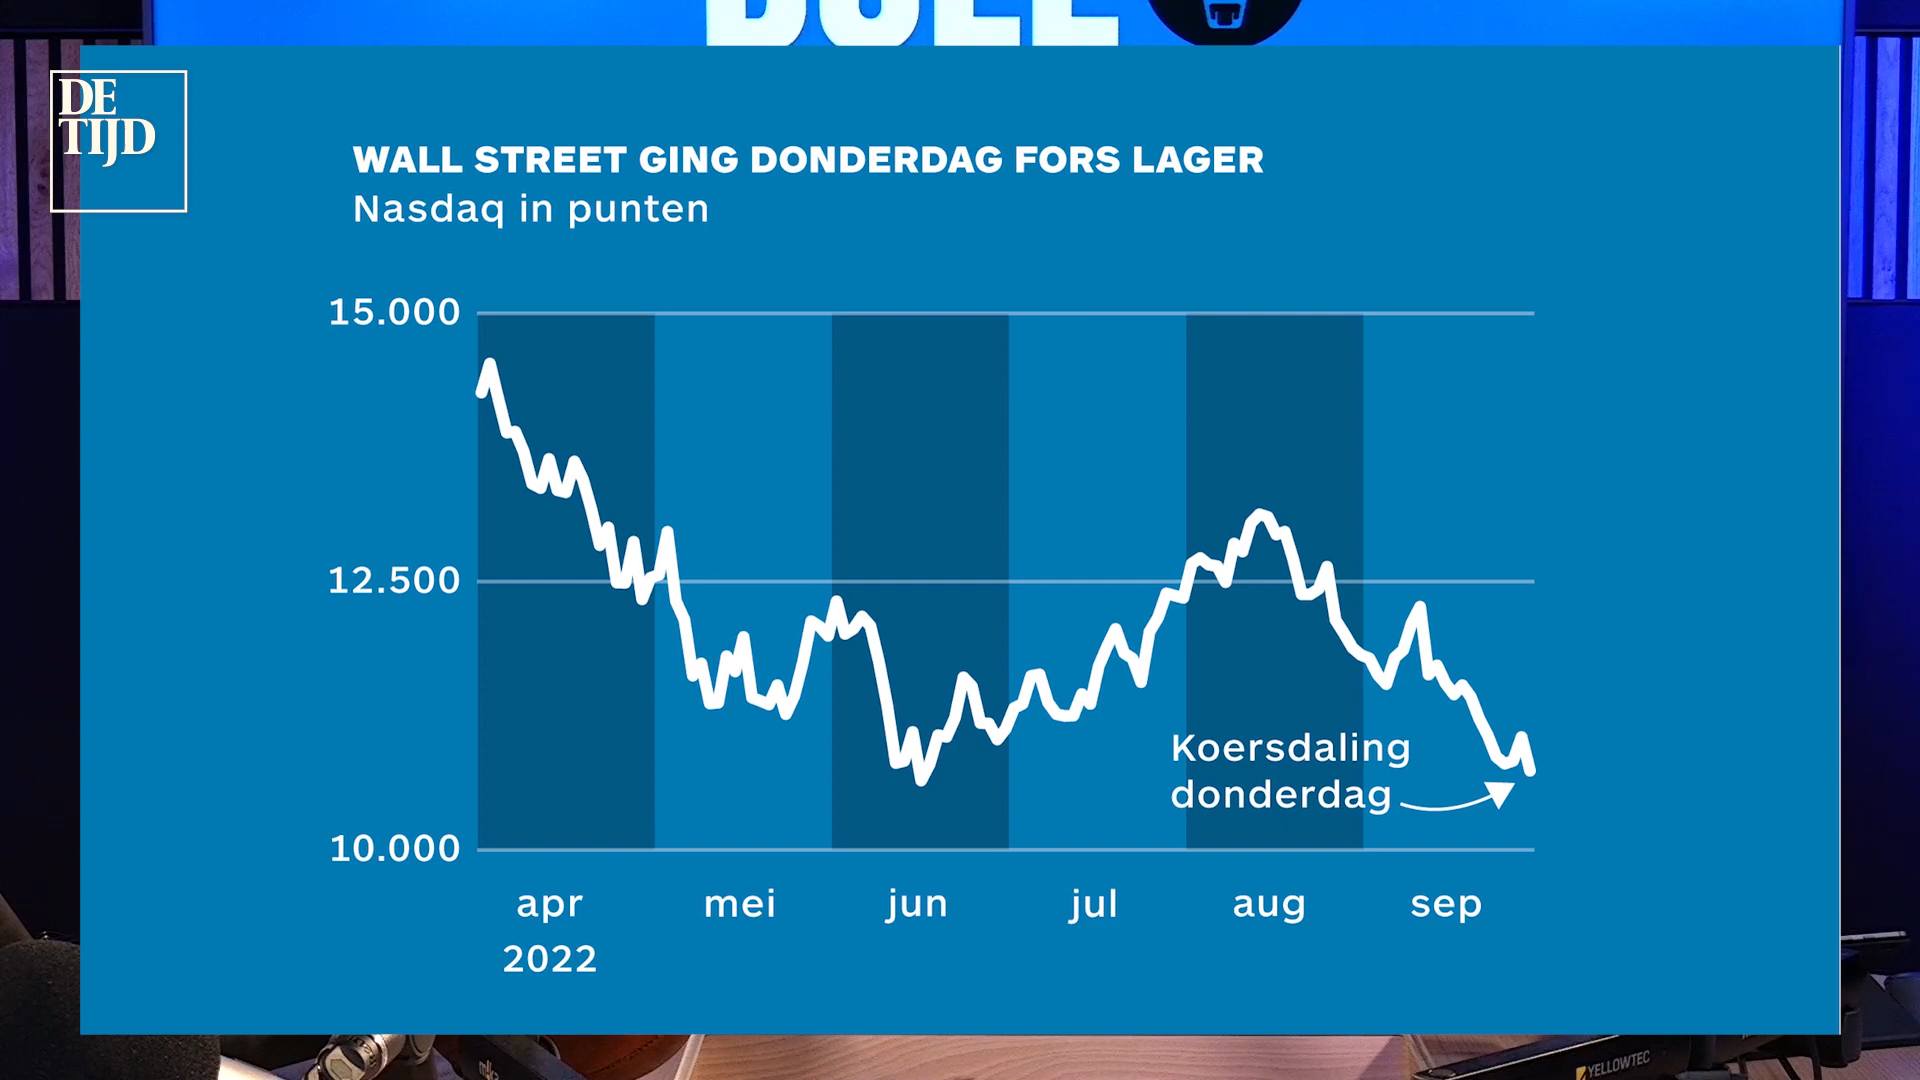 DE
TIJD
WALL STREET GING DONDERDAG FORS LAGER
Nasdaq in punten
15.000
12.500
10.000
Koersdaling
donderdag
apr
mei
jun
jul
aug
sep
2022
YELLOWTEC